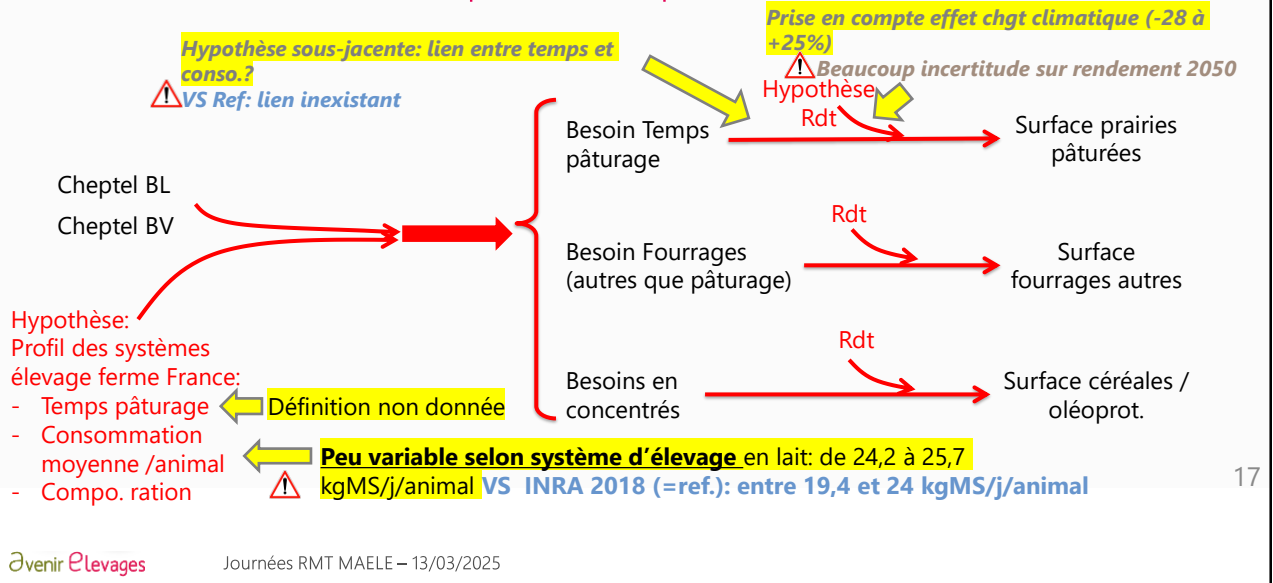 Prise en compte effet chgt climatique (-28 à
+25%)
Beaucoup incertitude sur rendement 2050
Hypothèse sous-jacente: lien entre temps et
conso.?
VS Ref: lien inexistant
Hypothèse
Rdt
Besoin Temps
pâturage
Surface prairies
pâturées
Cheptel BL
Cheptel BV
Rdt
Besoin Fourrages
(autres que pâturage)
Surface
fourrages autres
Hypothèse:
Profil des systèmes
élevage ferme France:
- Temps pâturage
- Consommation
moyenne /animal
- Compo. ration
Définition non donnée
Rdt
Besoins en
concentrés
Surface céréales /
oléoprot.
Peu variable selon système d’élevage en lait: de 24,2 à 25,7
kgMS/j/animal VS INRA 2018 (=ref.): entre 19,4 et 24 kgMS/j/animal
17
avenir Elevages
Journées RMT MAELE – 13/03/2025